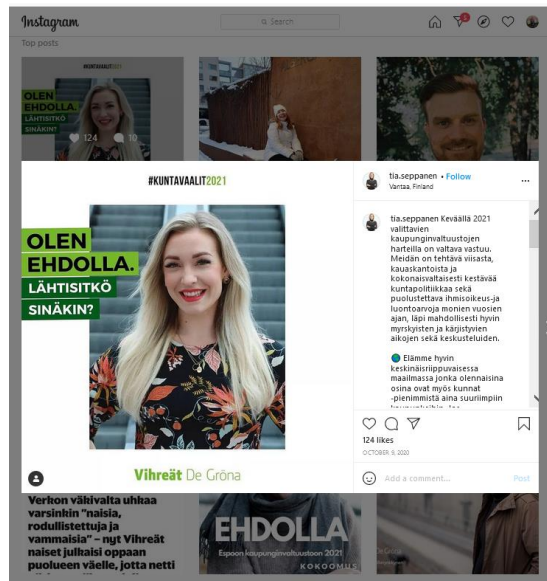 Instagram
Search
5
Top posts
#KUNTAVAALIT2021
OLEN
EHDOLLA.
LÄHTISITKÖ
SINÄKIN?
124
10
#KUNTAVAALIT2021
OLEN
EHDOLLA.
LÄHTISITKÖ
SINÄKIN?
Vihreät De Gröna
tia.seppanen • Follow
Vantaa, Finland
tia.seppanen Keväällä 2021
valittavien
kaupunginvaltuustojen
harteilla on valtava vastuu.
Meidän on tehtävä viisasta,
kauaskantoista ja
kokonaisvaltaisesti kestävää
kuntapolitiikkaa sekä
puolustettava ihmisoikeus-ja
luontoarvoja monien vuosien
ajan, läpi mahdollisesti hyvin
myrskyisten ja kärjistyvien
aikojen sekä keskusteluiden.
Elämme hyvin
keskinäisriippuvaisessa
maailmassa jonka olennaisina
osina ovat myös kunnat
-pienimmistä aina suurimpiin
124 likes
OCTOBER 9, 2020
Add a comment...
Post
Verkon väkivalta uhkaa
varsinkin "naisia,
rodullistettuja ja
vammaisia" – nyt Vihreät
naiset julkaisi oppaan
puolueen väelle, jotta netti
EHDOLLA
Espoon kaupunginvaltuustoon 2021
KOKOOMUS
De Gröna